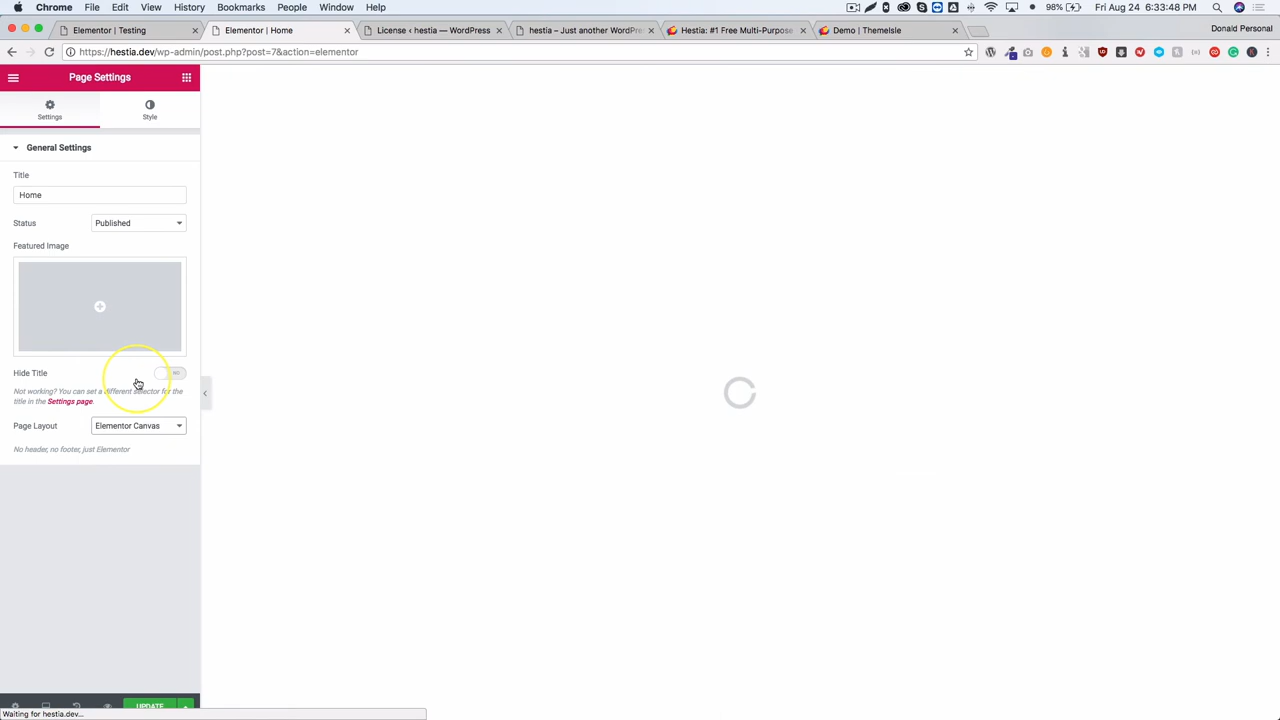 Chrome File Edit View History Bookmarks People Window Help 98% Fri Aug 24 6:33:48 PM
Elementor | Testing Elementor | Home License ‹ hestia — WordPress hestia – Just another WordPre Hestia: #1 Free Multi-Purpose Demo | ThemeIsle Donald Personal
https://hestia.dev/wp-admin/post.php?post=7&action=elementor
Page Settings
Settings Style
General Settings
Title
Home
Status Published
Featured Image
Hide Title NO
Not working? You can set a different selector for the
title in the Settings page.
Page Layout Elementor Canvas
No header, no footer, just Elementor
UPDATE
Waiting for hestia.dev...